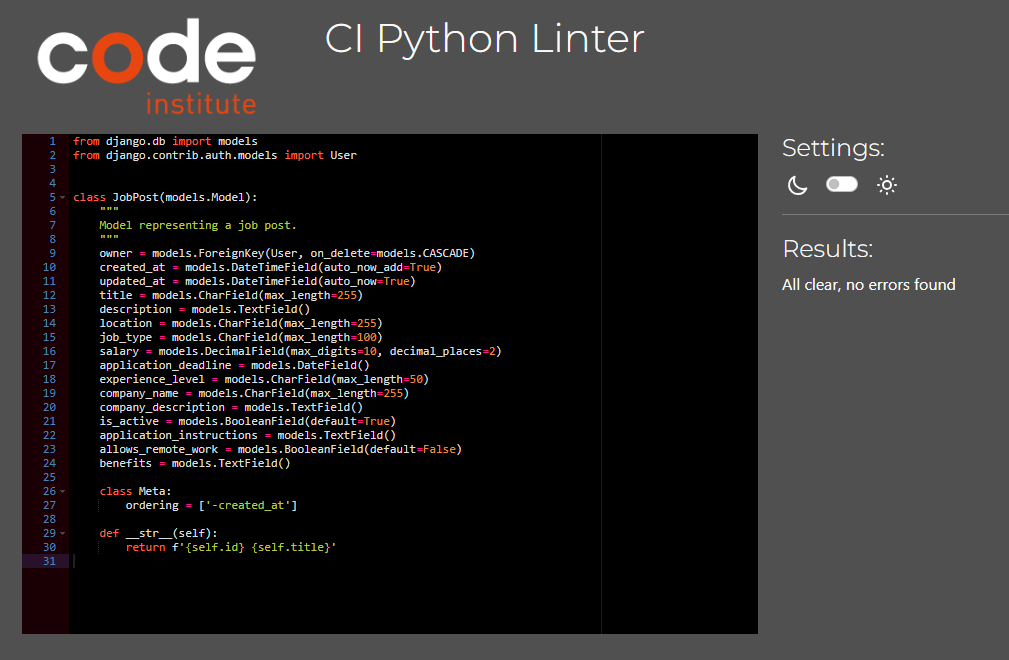 code
institute
CI Python Linter
1 from django.db import models
2 from django.contrib.auth.models import User
3
4
5 class JobPost(models.Model):
6     """
7     Model representing a job post.
8     """
9     owner = models.ForeignKey(User, on_delete=models.CASCADE)
10     created_at = models.DateTimeField(auto_now_add=True)
11     updated_at = models.DateTimeField(auto_now=True)
12     title = models.CharField(max_length=255)
13     description = models.TextField()
14     location = models.CharField(max_length=255)
15     job_type = models.CharField(max_length=100)
16     salary = models.DecimalField(max_digits=10, decimal_places=2)
17     application_deadline = models.DateField()
18     experience_level = models.CharField(max_length=50)
19     company_name = models.CharField(max_length=255)
20     company_description = models.TextField()
21     is_active = models.BooleanField(default=True)
22     application_instructions = models.TextField()
23     allows_remote_work = models.BooleanField(default=False)
24     benefits = models.TextField()
25
26     class Meta:
27         ordering = ['-created_at']
28
29     def __str__(self):
30         return f'{self.id} {self.title}'
31
Settings:
Results:
All clear, no errors found